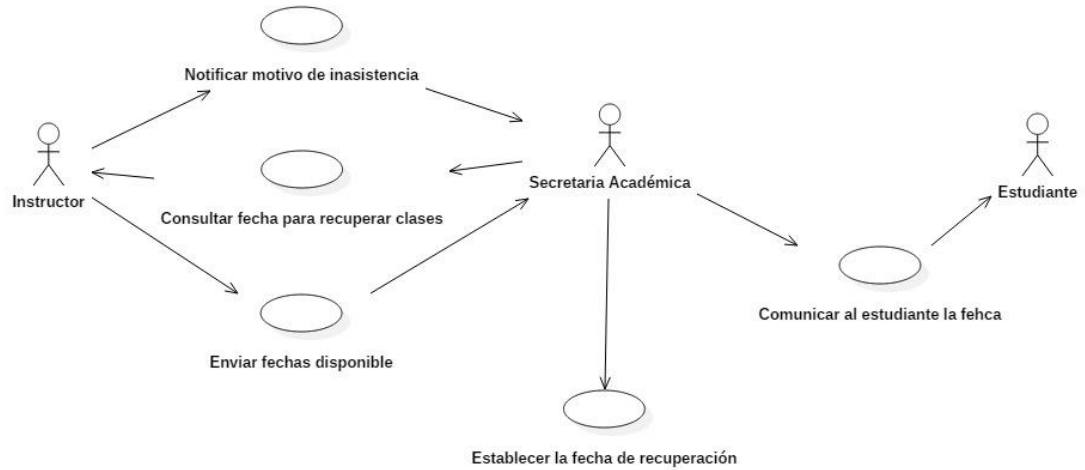 Notificar motivo de inasistencia
Instructor
Consultar fecha para recuperar clases
Secretaria Académica
Estudiante
Enviar fechas disponible
Comunicar al estudiante la fehca
Establecer la fecha de recuperación